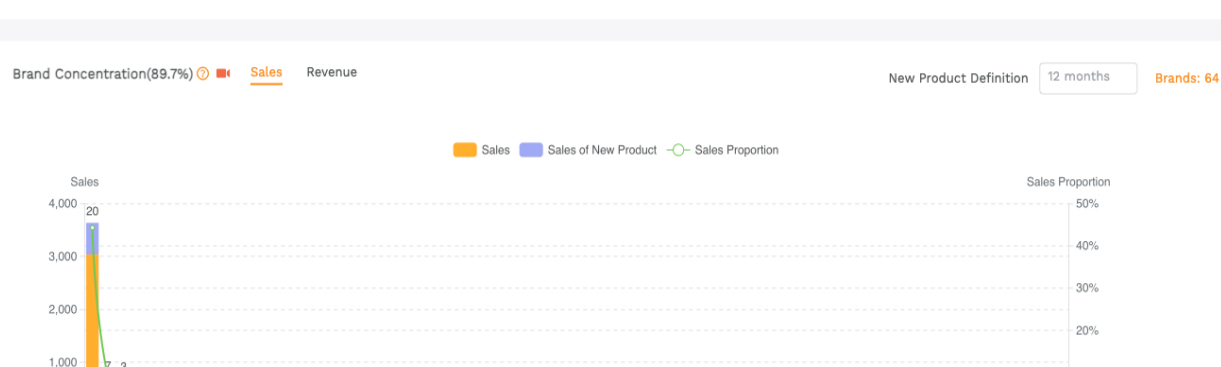 Brand Concentration(89.7%) ? Sales Revenue
New Product Definition 12 months Brands: 64
Sales Sales of New Product Sales Proportion
Sales Sales Proportion
4,000 20 50%
40%
3,000
30%
2,000
20%
1,000